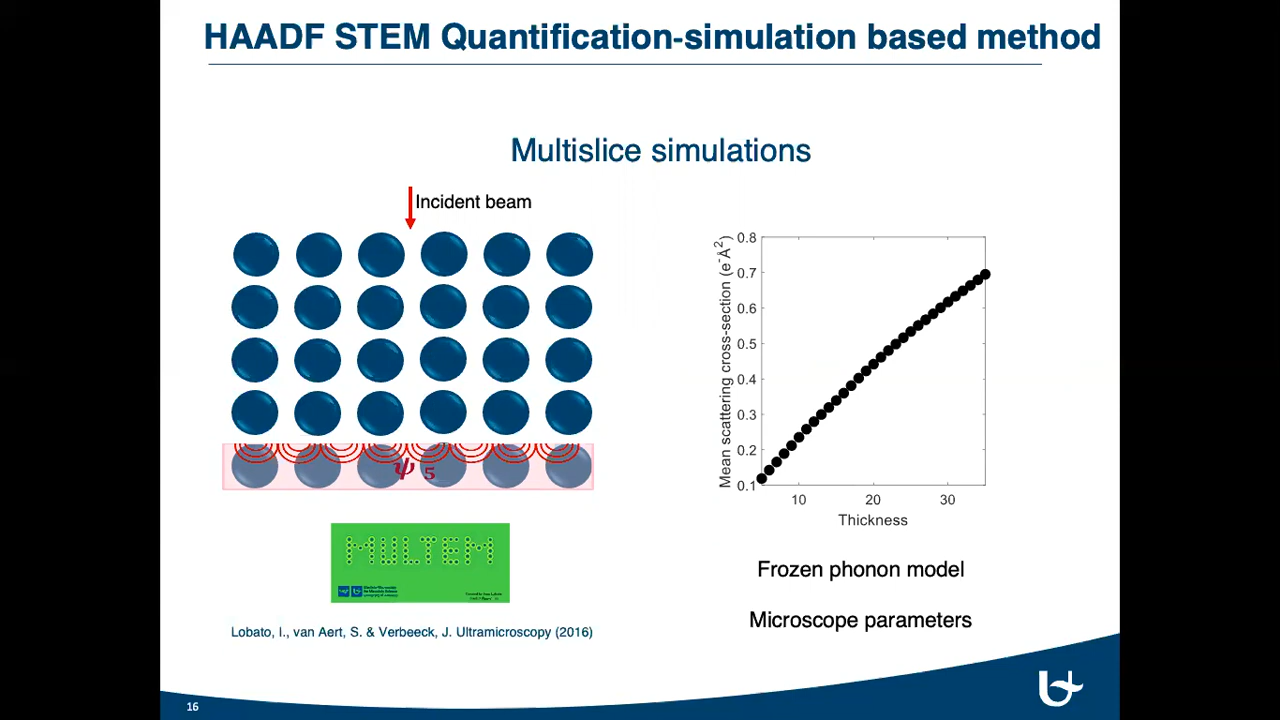 HAADF STEM Quantification-simulation based method
Multislice simulations
Incident beam
ψ 5
MULTEM
Lobato, I., van Aert, S. & Verbeeck, J. Ultramicroscopy (2016)
0.8
0.7
0.6
0.5
0.4
0.3
0.2
0.1
Mean scattering cross-section (e⁻Å²)
10 20 30
Thickness
Frozen phonon model
Microscope parameters
16